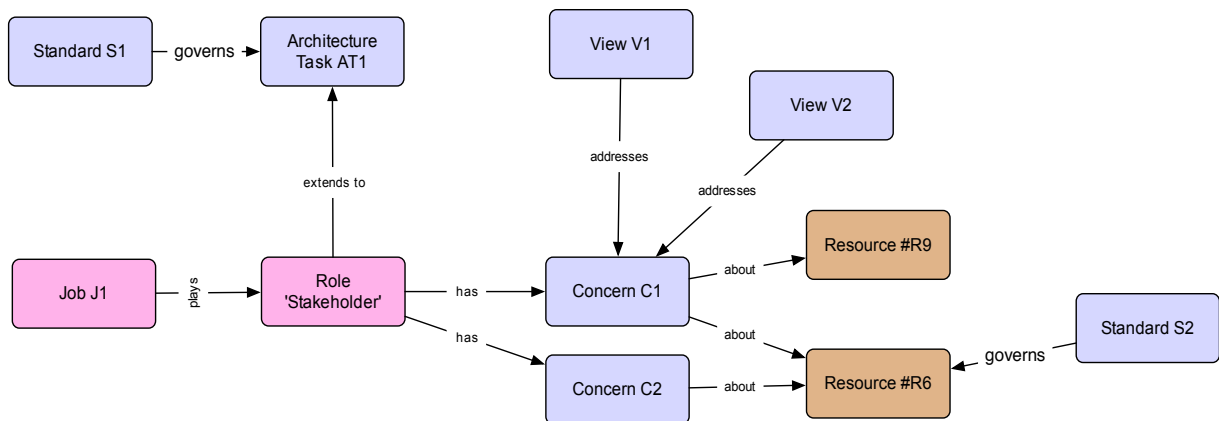 Standard S1
governs
Architecture
Task AT1
View V1
View V2
addresses
addresses
extends to
Job J1
plays
Role
'Stakeholder'
has
has
Concern C1
Concern C2
about
about
about
Resource #R9
Resource #R6
governs
Standard S2